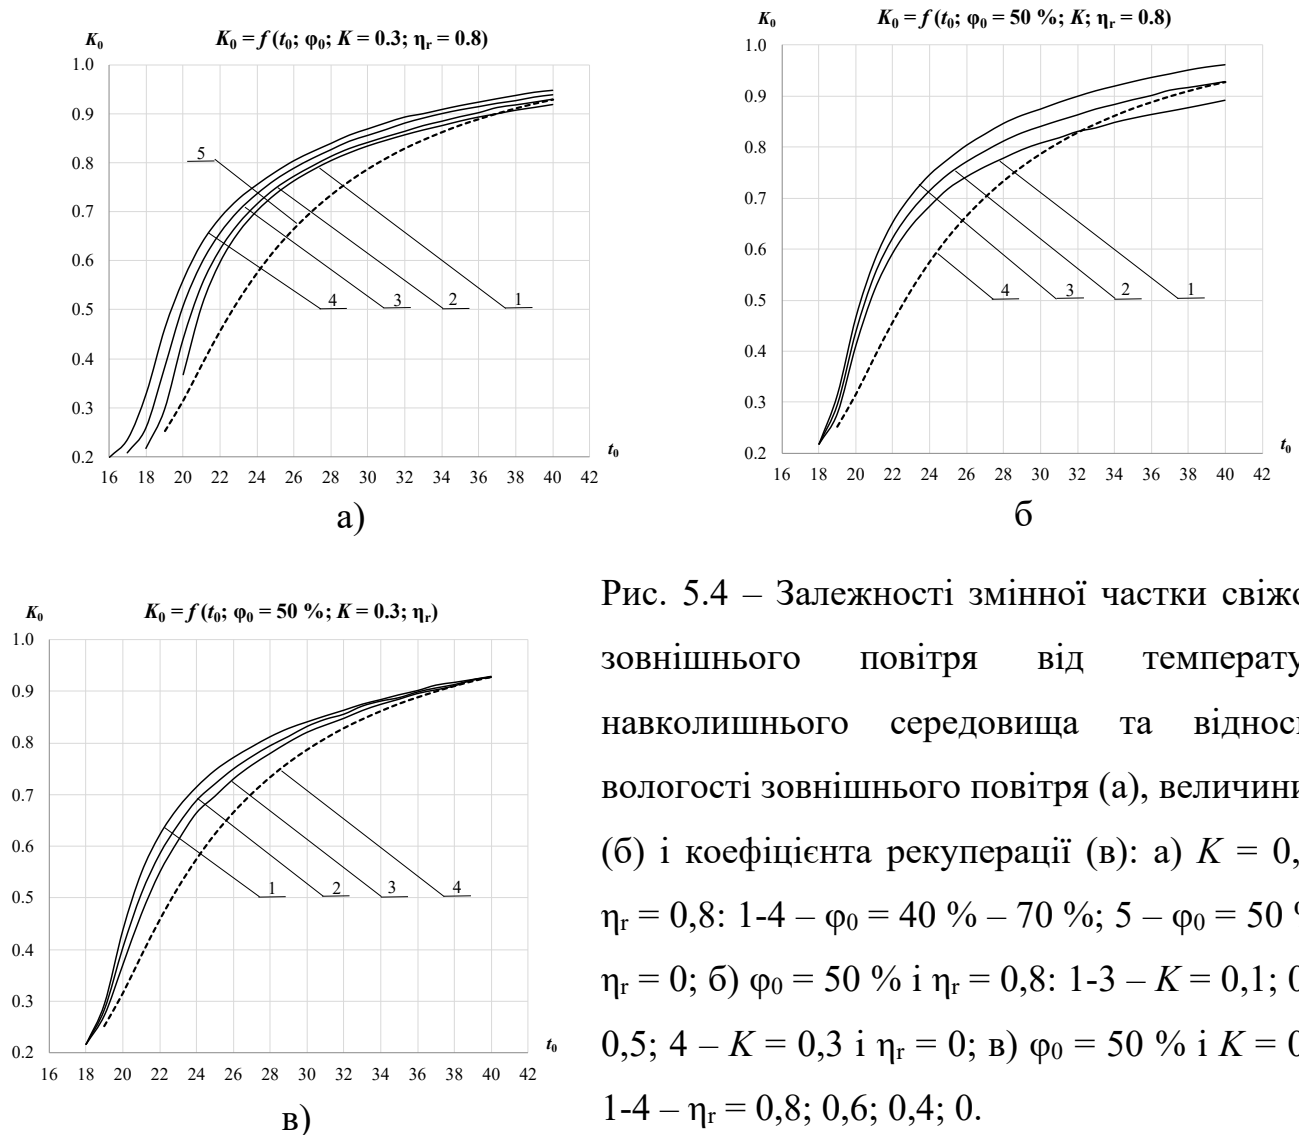 K₀ = f (t₀; φ₀; K = 0.3; ηᵣ = 0.8)
K₀
1.0
0.9
0.8
0.7
0.6
0.5
0.4
0.3
0.2
5
4
3
2
1
t₀
16 18 20 22 24 26 28 30 32 34 36 38 40 42
а)
K₀ = f (t₀; φ₀ = 50 %; K; ηᵣ = 0.8)
K₀
1.0
0.9
0.8
0.7
0.6
0.5
0.4
0.3
0.2
4
3
2
1
t₀
16 18 20 22 24 26 28 30 32 34 36 38 40 42
б
K₀ = f (t₀; φ₀ = 50 %; K = 0.3; ηᵣ)
K₀
1.0
0.9
0.8
0.7
0.6
0.5
0.4
0.3
0.2
1
2
3
4
t₀
16 18 20 22 24 26 28 30 32 34 36 38 40 42
в)
Рис. 5.4 – Залежності змінної частки свіжо
зовнішнього повітря від температу
навколишнього середовища та віднос
вологості зовнішнього повітря (а), величини
(б) і коефіцієнта рекуперації (в): а) K = 0,
ηᵣ = 0,8: 1-4 – φ₀ = 40 % – 70 %; 5 – φ₀ = 50 %
ηᵣ = 0; б) φ₀ = 50 % і ηᵣ = 0,8: 1-3 – K = 0,1; 0
0,5; 4 – K = 0,3 і ηᵣ = 0; в) φ₀ = 50 % і K = 0
1-4 – ηᵣ = 0,8; 0,6; 0,4; 0.